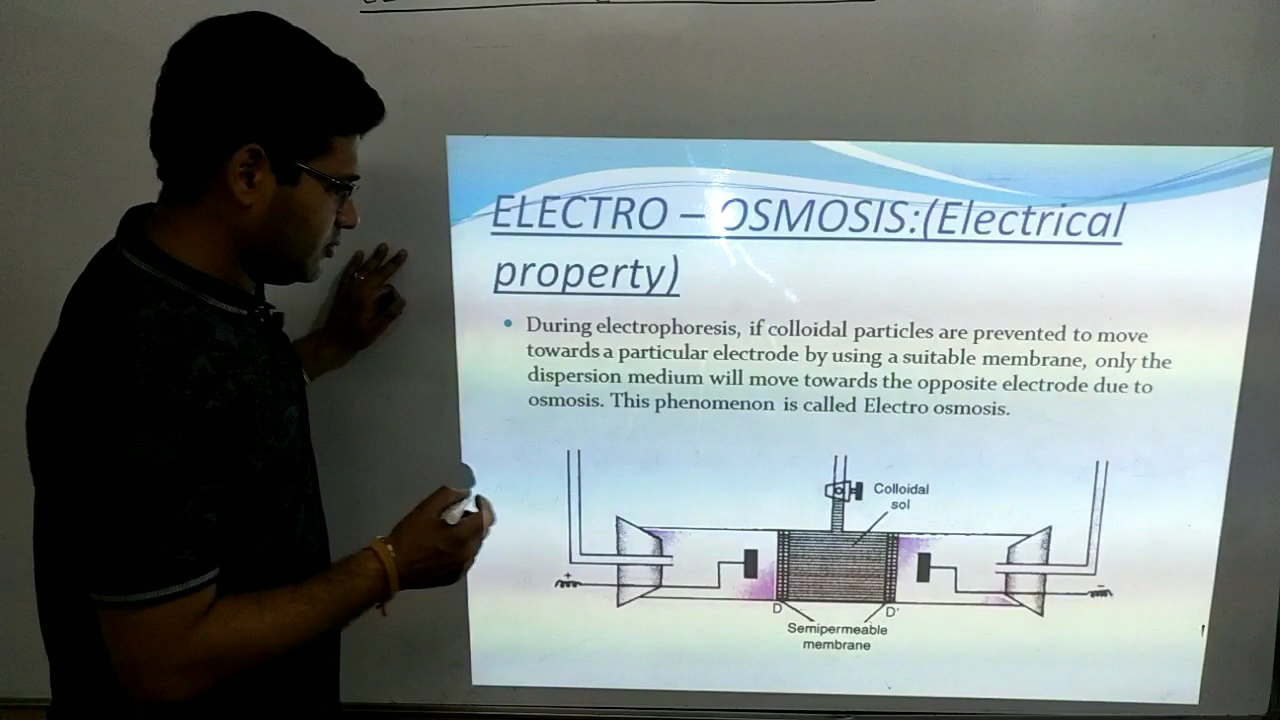 ELECTRO – OSMOSIS:(Electrical
property)
• During electrophoresis, if colloidal particles are prevented to move
towards a particular electrode by using a suitable membrane, only the
dispersion medium will move towards the opposite electrode due to
osmosis. This phenomenon is called Electro osmosis.
Colloidal
sol
+
-
D
D'
Semipermeable
membrane